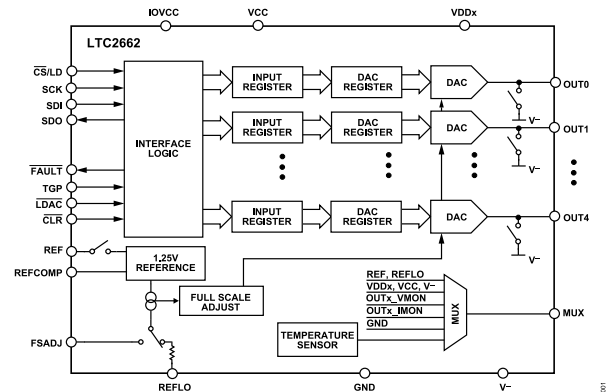 IOVCC VCC VDDx
LTC2662
CS/LD
SCK
SDI
SDO
FAULT
TGP
LDAC
CLR
REF
REFCOMP
FSADJ
INTERFACE
LOGIC
INPUT
REGISTER
DAC
REGISTER
DAC
OUT0
V–
INPUT
REGISTER
DAC
REGISTER
DAC
OUT1
V–
INPUT
REGISTER
DAC
REGISTER
DAC
OUT4
V–
1.25V
REFERENCE
FULL SCALE
ADJUST
REF, REFLO
VDDx, VCC, V–
OUTx_VMON
OUTx_IMON
GND
TEMPERATURE
SENSOR
MUX
MUX
REFLO GND V–
001